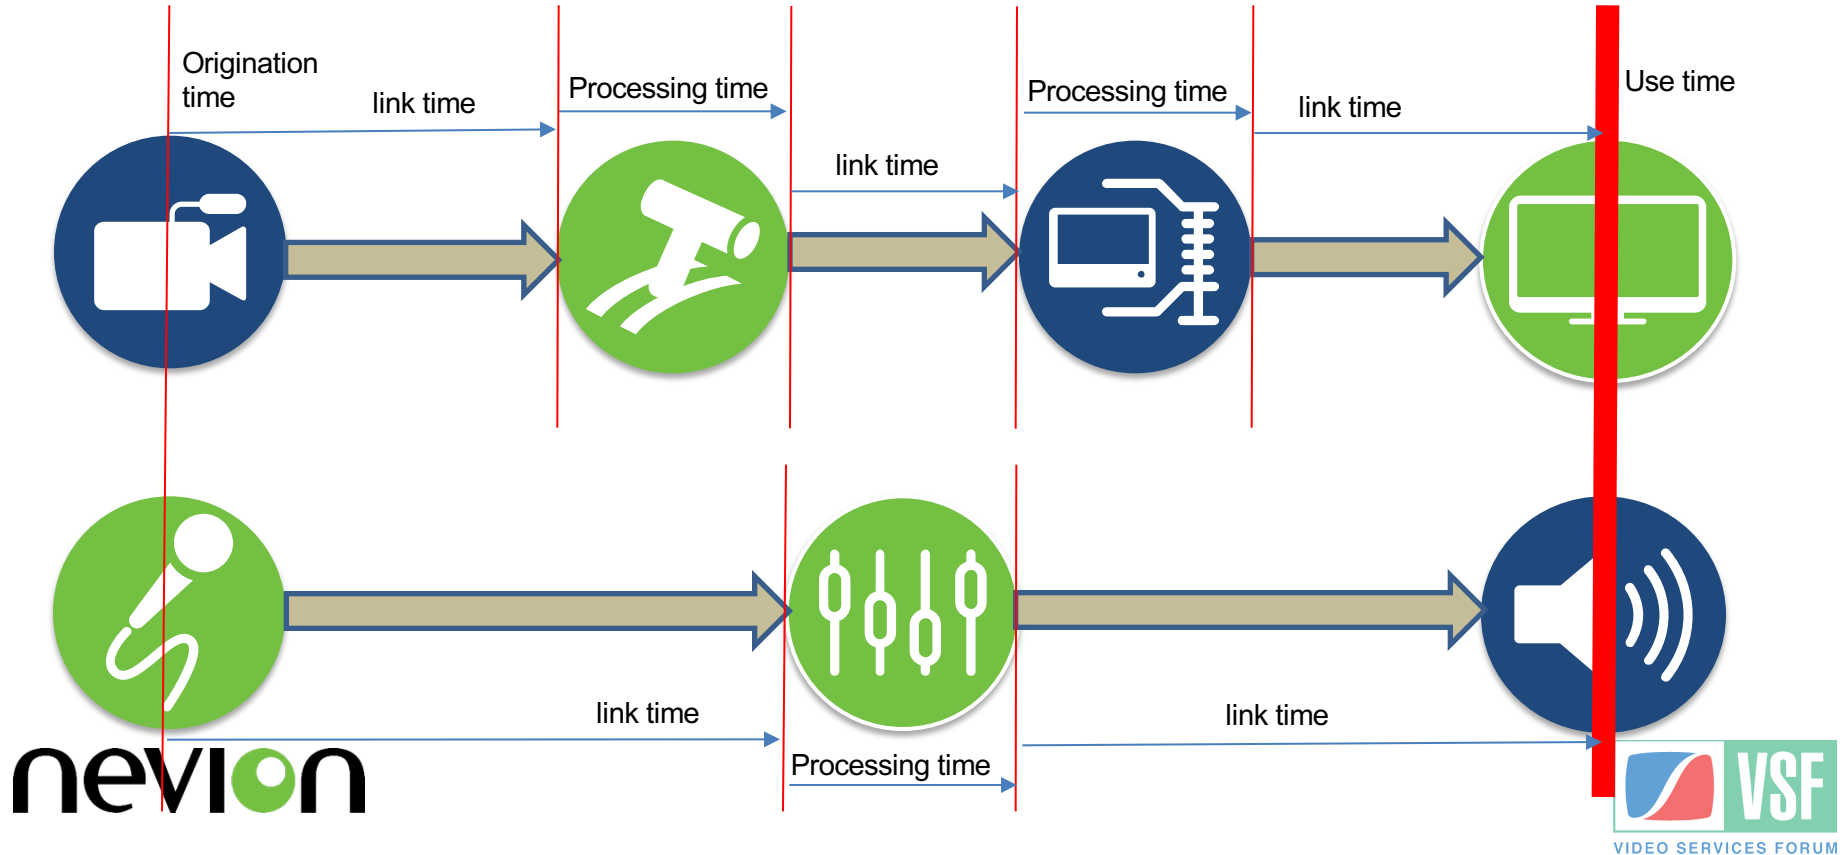 Origination
time
link time
Processing time
link time
Processing time
link time
Use time
link time
Processing time
link time
nevion
VSF
VIDEO SERVICES FORUM